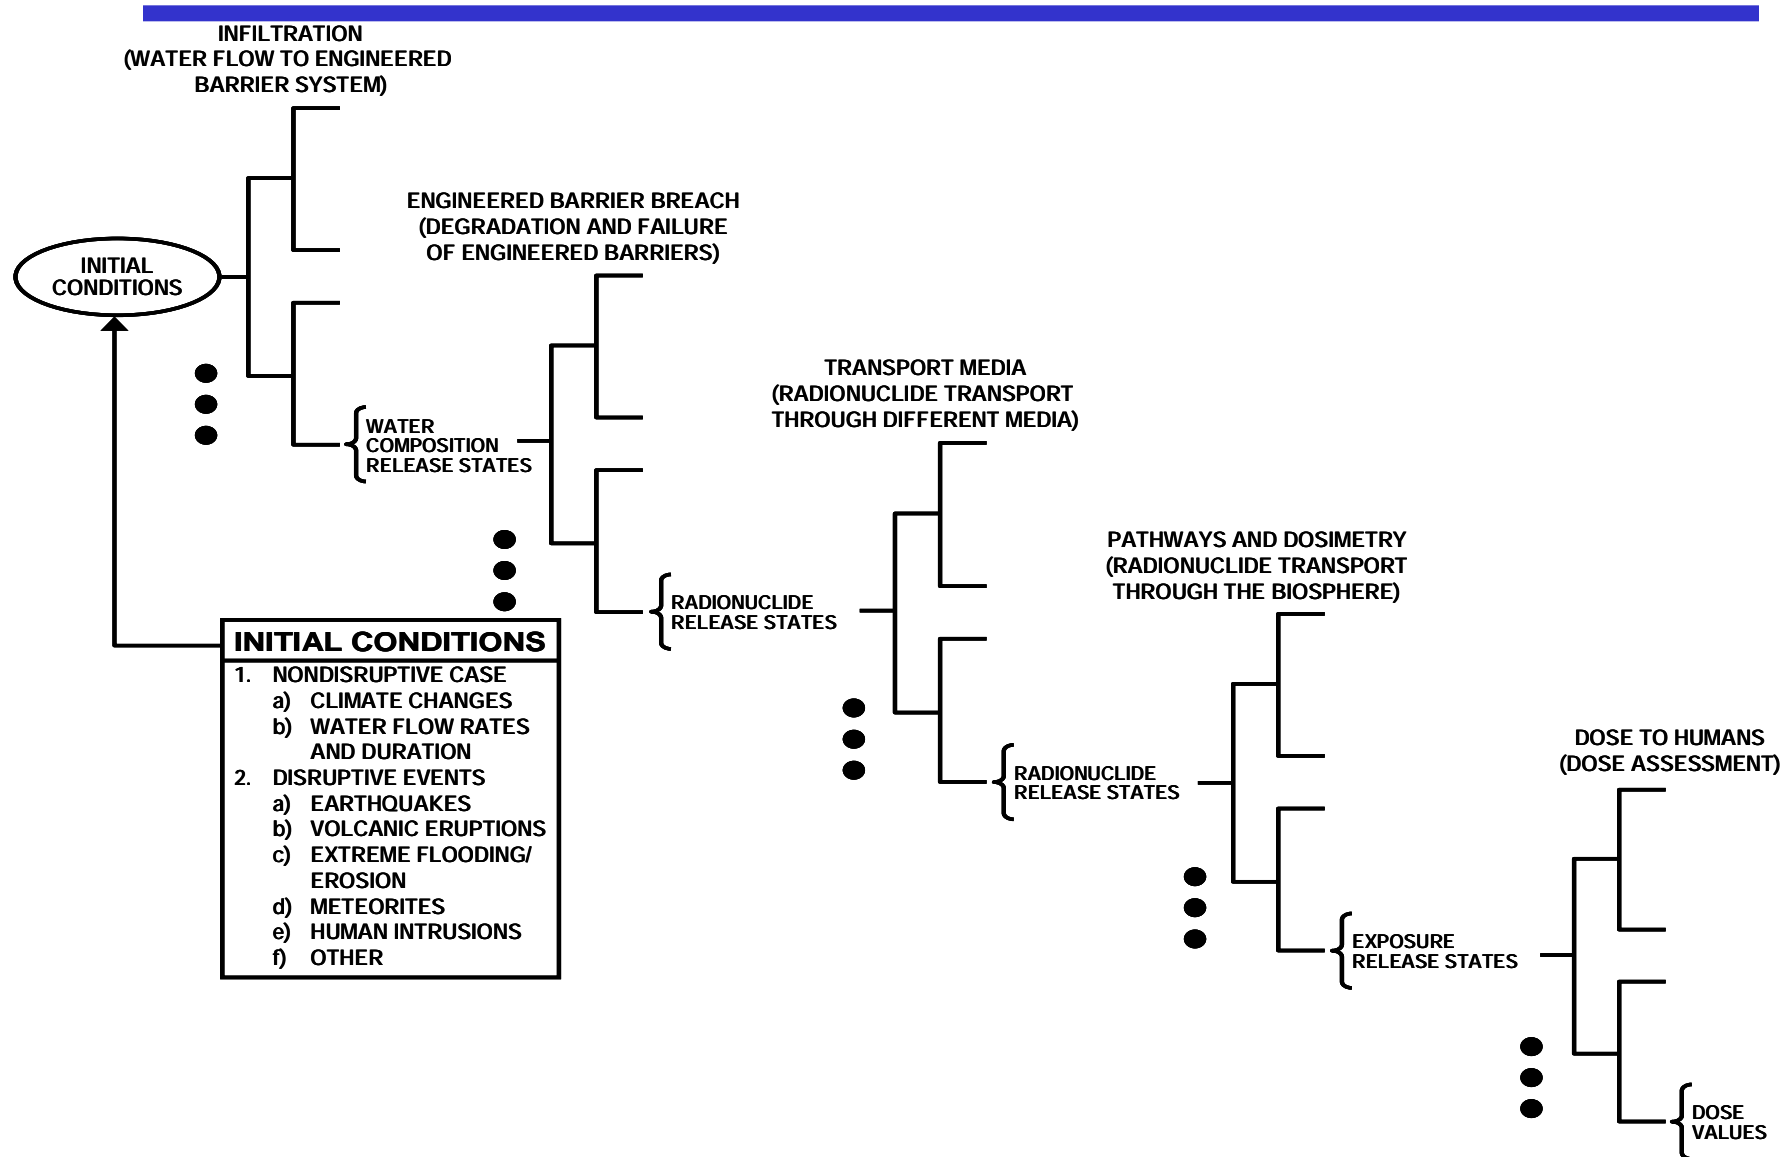 INFILTRATION
(WATER FLOW TO ENGINEERED
BARRIER SYSTEM)
ENGINEERED BARRIER BREACH
(DEGRADATION AND FAILURE
OF ENGINEERED BARRIERS)
INITIAL
CONDITIONS
TRANSPORT MEDIA
(RADIONUCLIDE TRANSPORT
THROUGH DIFFERENT MEDIA)
WATER
COMPOSITION
RELEASE STATES
PATHWAYS AND DOSIMETRY
(RADIONUCLIDE TRANSPORT
THROUGH THE BIOSPHERE)
RADIONUCLIDE
RELEASE STATES
INITIAL CONDITIONS
1. NONDISRUPTIVE CASE
a) CLIMATE CHANGES
b) WATER FLOW RATES
AND DURATION
2. DISRUPTIVE EVENTS
a) EARTHQUAKES
b) VOLCANIC ERUPTIONS
c) EXTREME FLOODING/
EROSION
d) METEORITES
e) HUMAN INTRUSIONS
f) OTHER
RADIONUCLIDE
RELEASE STATES
DOSE TO HUMANS
(DOSE ASSESSMENT)
EXPOSURE
RELEASE STATES
DOSE
VALUES